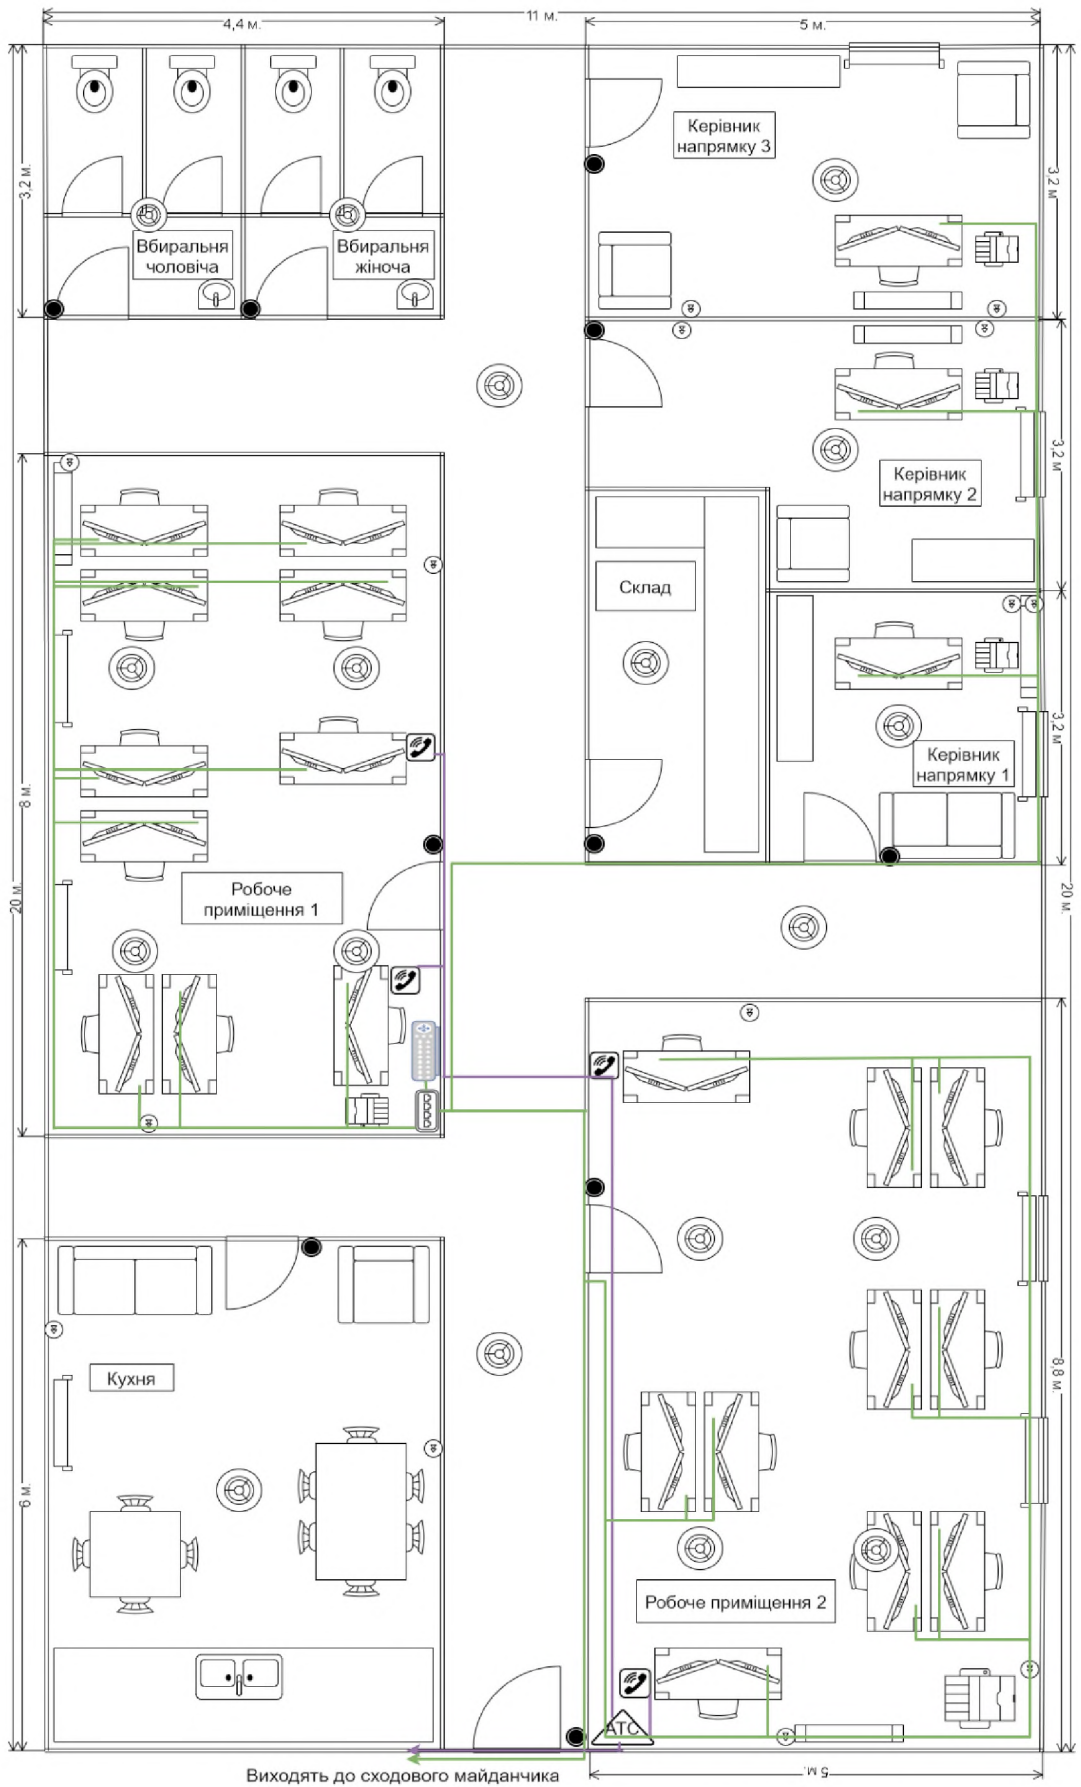 11 м.
4,4 м.
5 м.
3,2 м.
Керівник
напрямку 3
3,2 м.
Вбиральня
чоловіча
Вбиральня
жіноча
3,2 м
Керівник
напрямку 2
Склад
3,2 м
Керівник
напрямку 1
8 м.
Робоче
приміщення 1
20 м.
20 м.
8,8 м.
Кухня
6 м.
Робоче приміщення 2
АТС
5 м.
Виходять до сходового майданчика